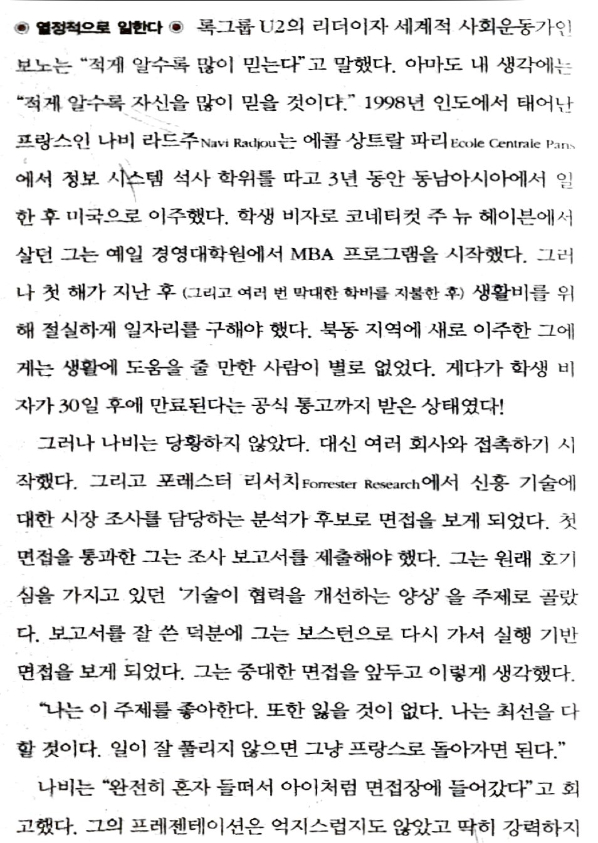 ◉ 열정적으로 일한다 ◉ 록그룹 U2의 리더이자 세계적 사회운동가인
보노는 “적게 알수록 많이 믿는다”고 말했다. 아마도 내 생각에는
“적게 알수록 자신을 많이 믿을 것이다.” 1998년 인도에서 태어난
프랑스인 나비 라드주Navi Radjou는 에콜 상트랄 파리Ecole Centrale Paris
에서 정보 시스템 석사 학위를 따고 3년 동안 동남아시아에서 일
한 후 미국으로 이주했다. 학생 비자로 코네티컷 주 뉴 헤이븐에서
살던 그는 예일 경영대학원에서 MBA 프로그램을 시작했다. 그러
나 첫 해가 지난 후 (그리고 여러 번 막대한 학비를 지불한 후) 생활비를 위
해 절실하게 일자리를 구해야 했다. 북동 지역에 새로 이주한 그에
게는 생활에 도움을 줄 만한 사람이 별로 없었다. 게다가 학생 비
자가 30일 후에 만료된다는 공식 통고까지 받은 상태였다!
그러나 나비는 당황하지 않았다. 대신 여러 회사와 접촉하기 시
작했다. 그리고 포레스터 리서치Forrester Research에서 신흥 기술에
대한 시장 조사를 담당하는 분석가 후보로 면접을 보게 되었다. 첫
면접을 통과한 그는 조사 보고서를 제출해야 했다. 그는 원래 호기
심을 가지고 있던 ‘기술이 협력을 개선하는 양상’을 주제로 골랐
다. 보고서를 잘 쓴 덕분에 그는 보스턴으로 다시 가서 실행 기반
면접을 보게 되었다. 그는 중대한 면접을 앞두고 이렇게 생각했다.
“나는 이 주제를 좋아한다. 또한 잃을 것이 없다. 나는 최선을 다
할 것이다. 일이 잘 풀리지 않으면 그냥 프랑스로 돌아가면 된다.”
나비는 “완전히 혼자 들떠서 아이처럼 면접장에 들어갔다”고 회
고했다. 그의 프레젠테이션은 억지스럽지도 않았고 딱히 강력하지